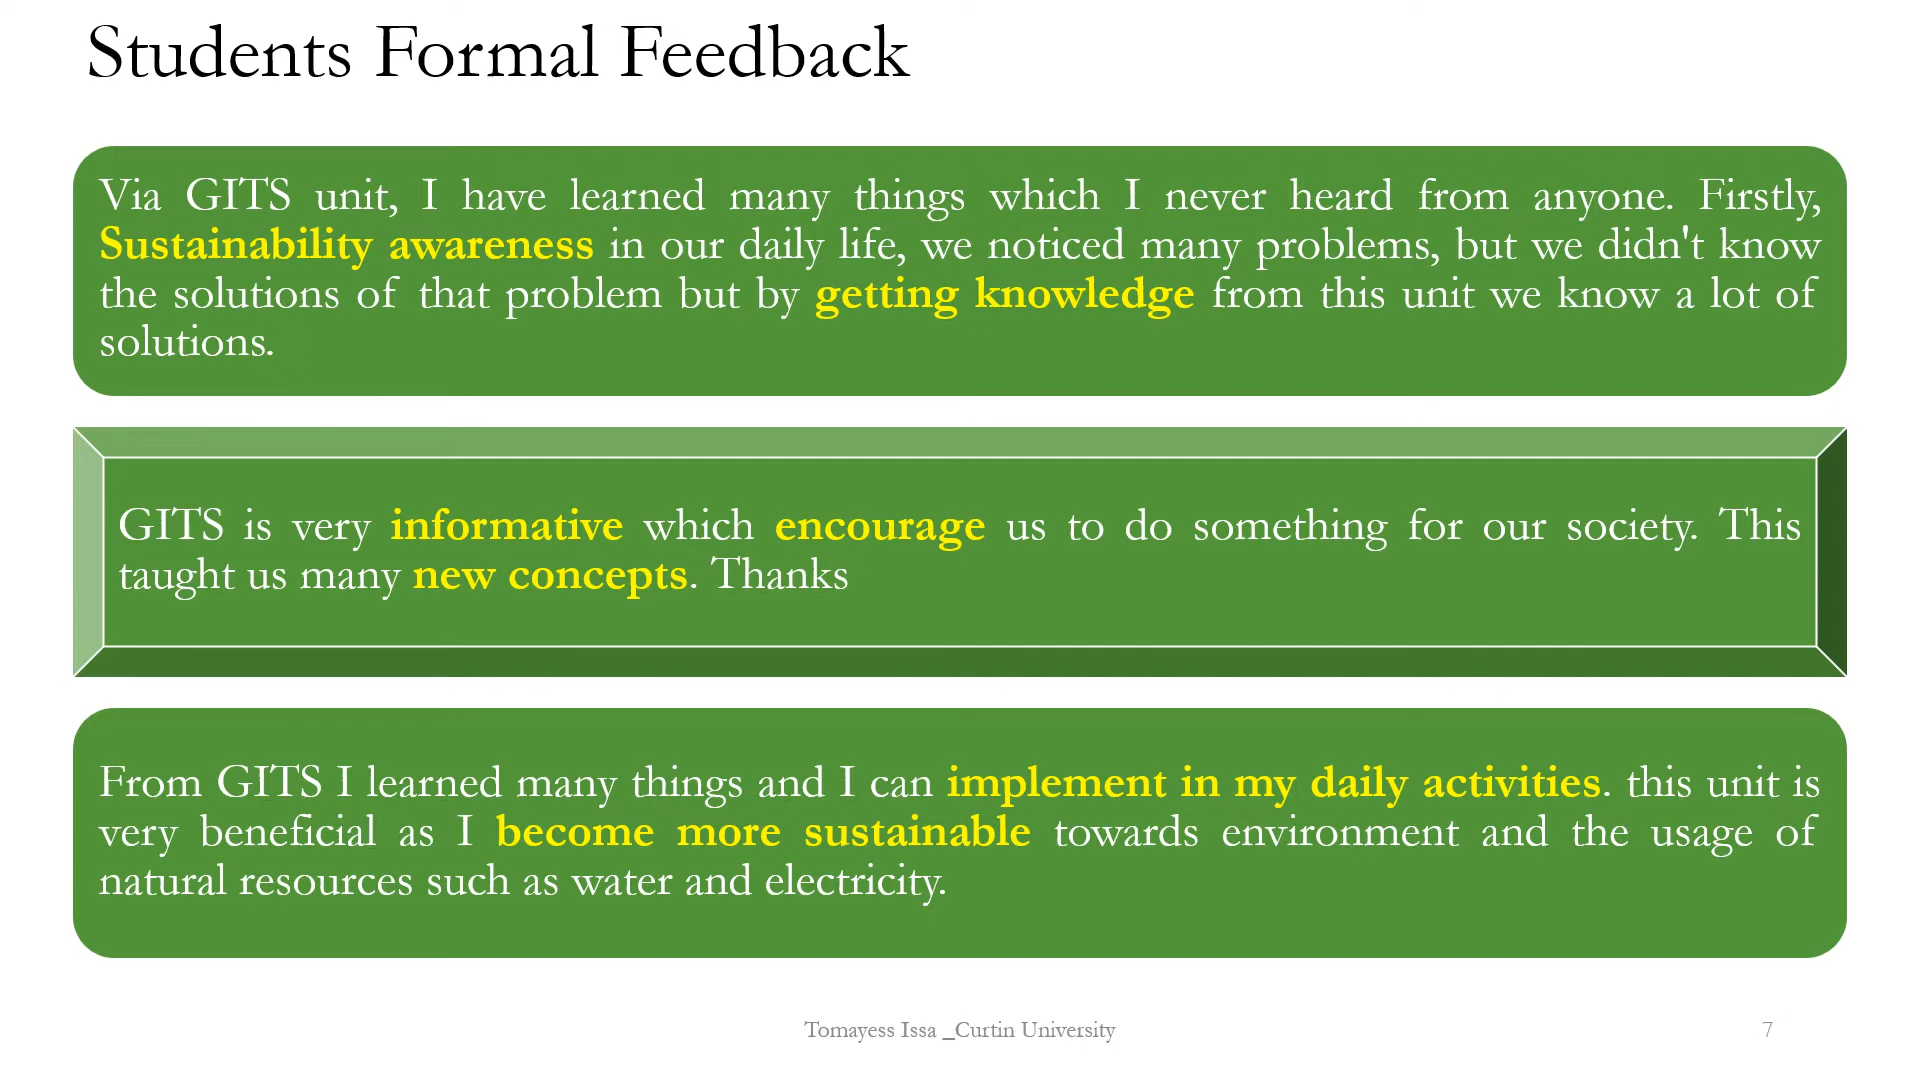 Students Formal Feedback
Via GITS unit, I have learned many things which I never heard from anyone. Firstly,
Sustainability awareness in our daily life, we noticed many problems, but we didn't know
the solutions of that problem but by getting knowledge from this unit we know a lot of
solutions.
GITS is very informative which encourage us to do something for our society. This
taught us many new concepts. Thanks
From GITS I learned many things and I can implement in my daily activities. this unit is
very beneficial as I become more sustainable towards environment and the usage of
natural resources such as water and electricity.
Tomayess Issa _Curtin University
7